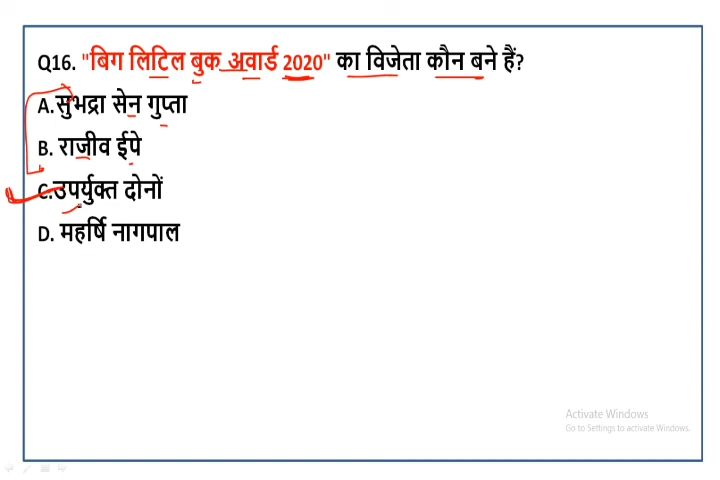 Q16. "बिग लिटिल बुक अवार्ड 2020" का विजेता कौन बने हैं?
A.सुभद्रा सेन गुप्ता
B. राजीव ईपे
C.उपर्युक्त दोनों
D. महर्षि नागपाल
Activate Windows
Go to Settings to activate Windows.